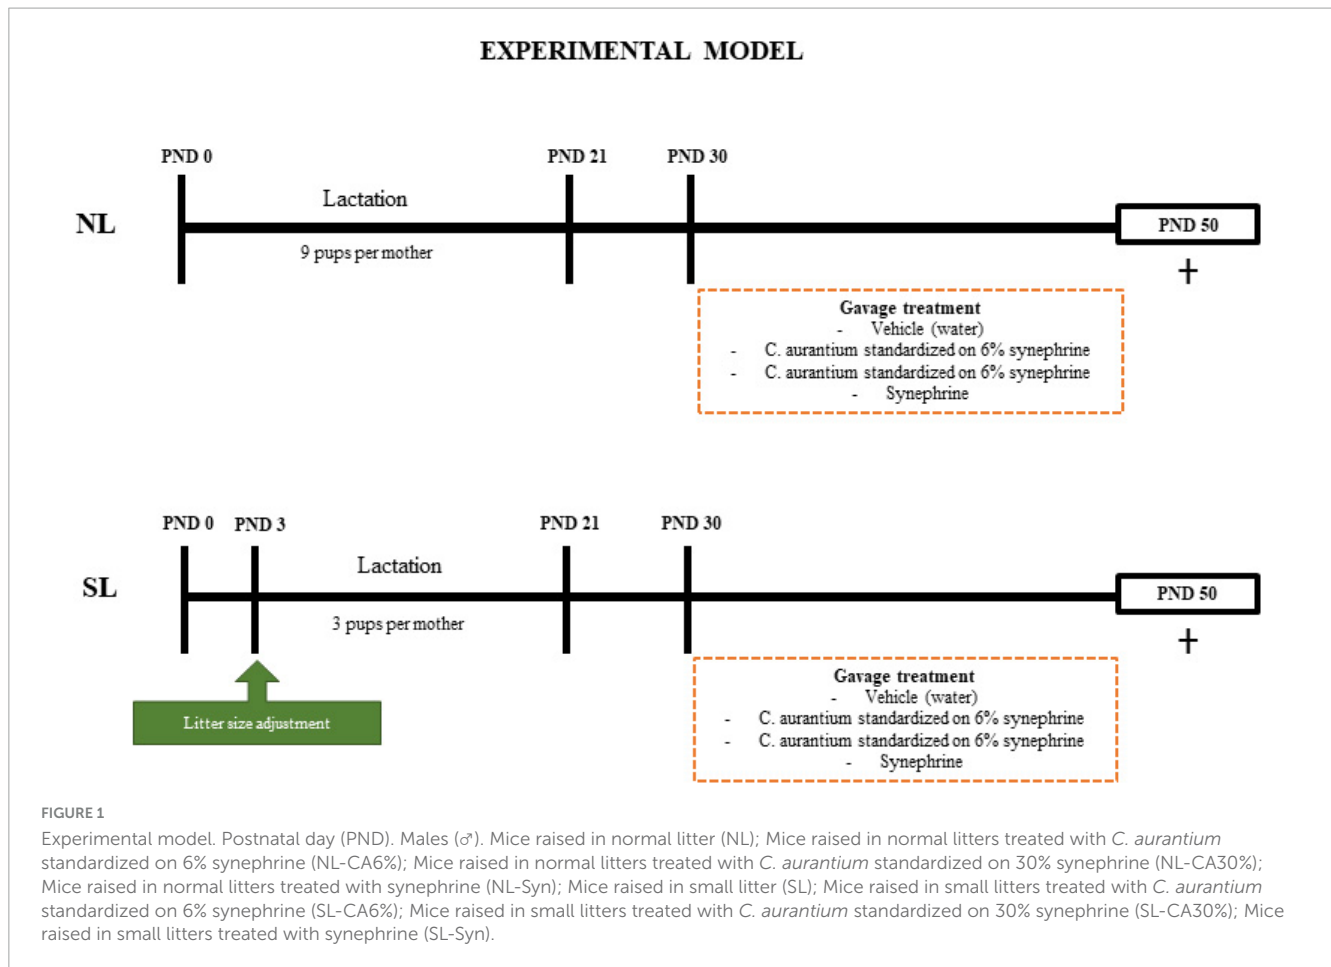 EXPERIMENTAL MODEL
PND 0
PND 21
PND 30
Lactation
NL
PND 50
9 pups per mother
Gavage treatment
- Vehicle (water)
- C. aurantium standardized on 6% synephrine
- C. aurantium standardized on 6% synephrine
- Synephrine
PND 0
PND 3
PND 21
PND 30
Lactation
SL
PND 50
3 pups per mother
Litter size adjustment
Gavage treatment
- Vehicle (water)
- C. aurantium standardized on 6% synephrine
- C. aurantium standardized on 6% synephrine
- Synephrine
FIGURE 1
Experimental model. Postnatal day (PND). Males (♂). Mice raised in normal litter (NL); Mice raised in normal litters treated with C. aurantium
standardized on 6% synephrine (NL-CA6%); Mice raised in normal litters treated with C. aurantium standardized on 30% synephrine (NL-CA30%);
Mice raised in normal litters treated with synephrine (NL-Syn); Mice raised in small litter (SL); Mice raised in small litters treated with C. aurantium
standardized on 6% synephrine (SL-CA6%); Mice raised in small litters treated with C. aurantium standardized on 30% synephrine (SL-CA30%); Mice
raised in small litters treated with synephrine (SL-Syn).